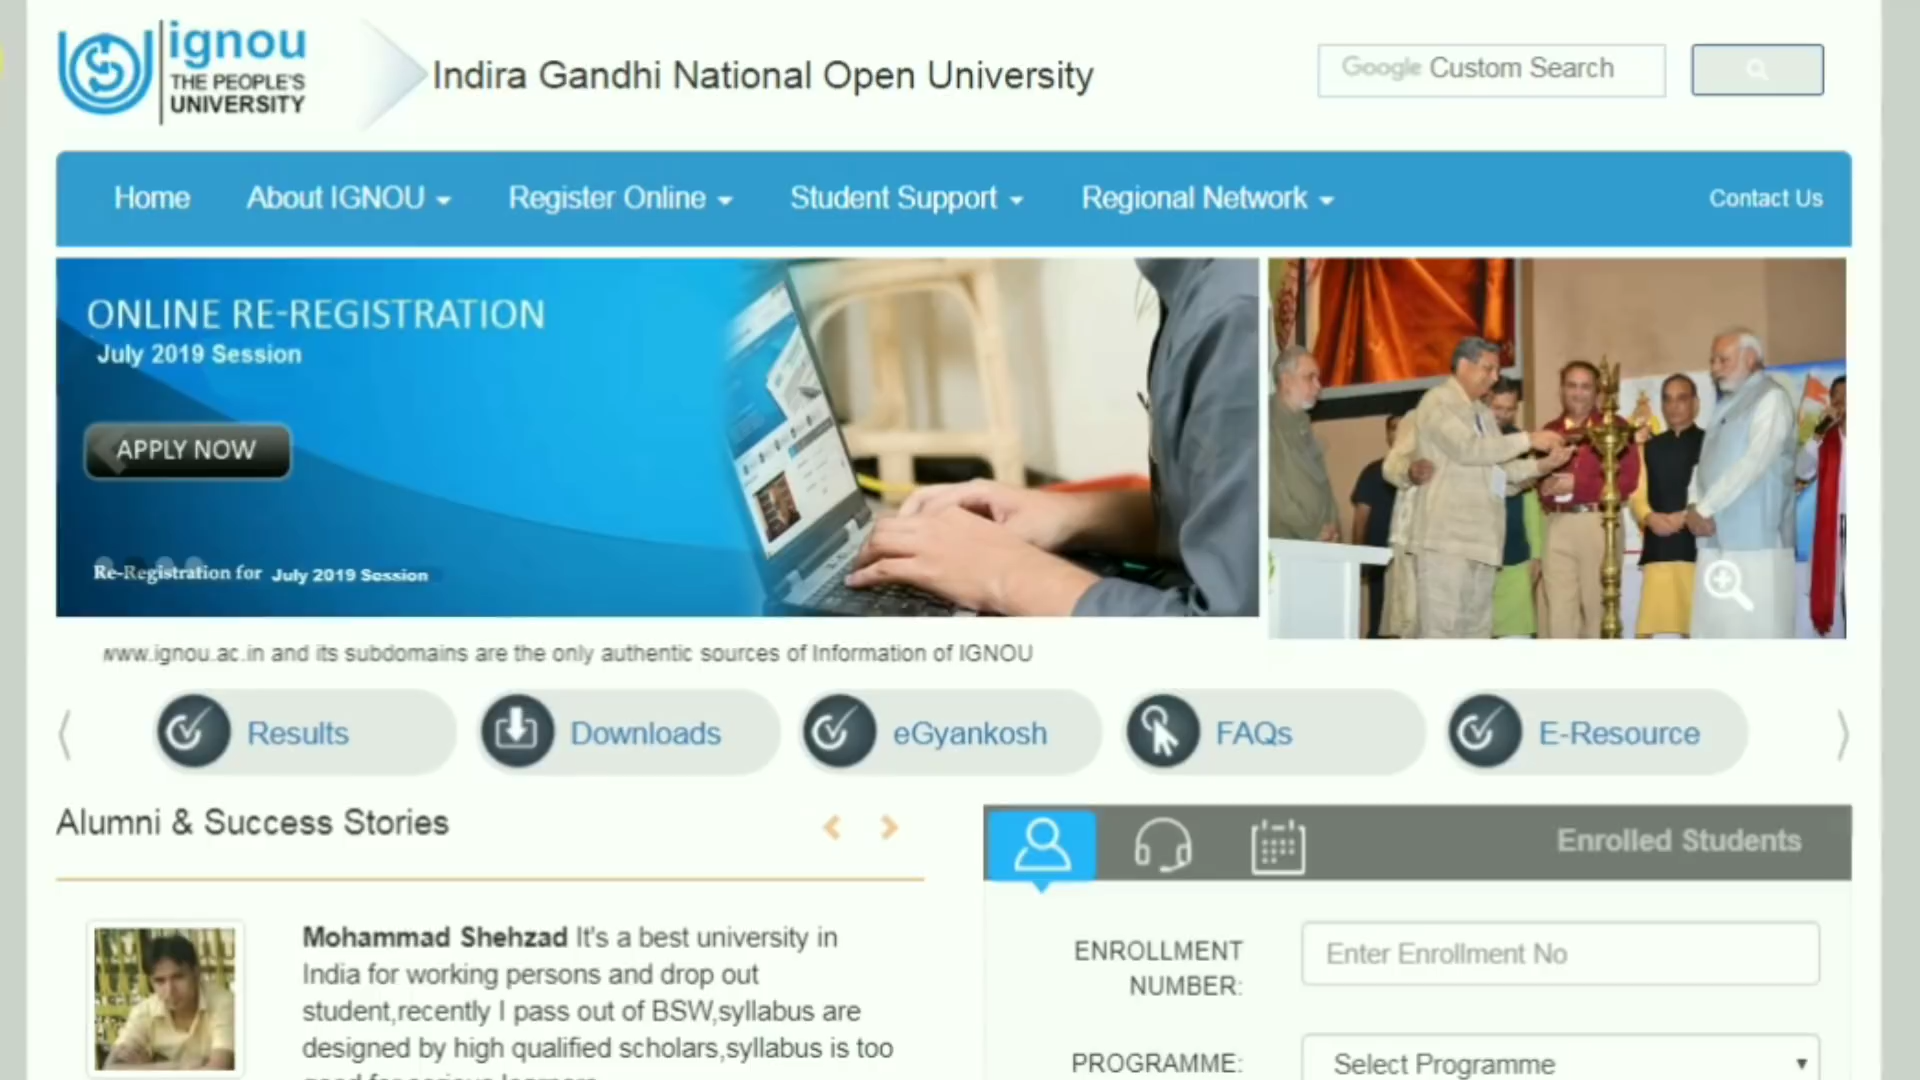 ignou
THE PEOPLE'S
UNIVERSITY
Indira Gandhi National Open University
Google Custom Search
Home
About IGNOU
Register Online
Student Support
Regional Network
Contact Us
ONLINE RE-REGISTRATION
July 2019 Session
APPLY NOW
Re-Registration for July 2019 Session
www.ignou.ac.in and its subdomains are the only authentic sources of Information of IGNOU
Results
Downloads
eGyankosh
FAQs
E-Resource
Alumni & Success Stories
Enrolled Students
Mohammad Shehzad It's a best university in
India for working persons and drop out
student,recently I pass out of BSW,syllabus are
designed by high qualified scholars,syllabus is too
ENROLLMENT
NUMBER:
Enter Enrollment No
PROGRAMME:
Select Programme